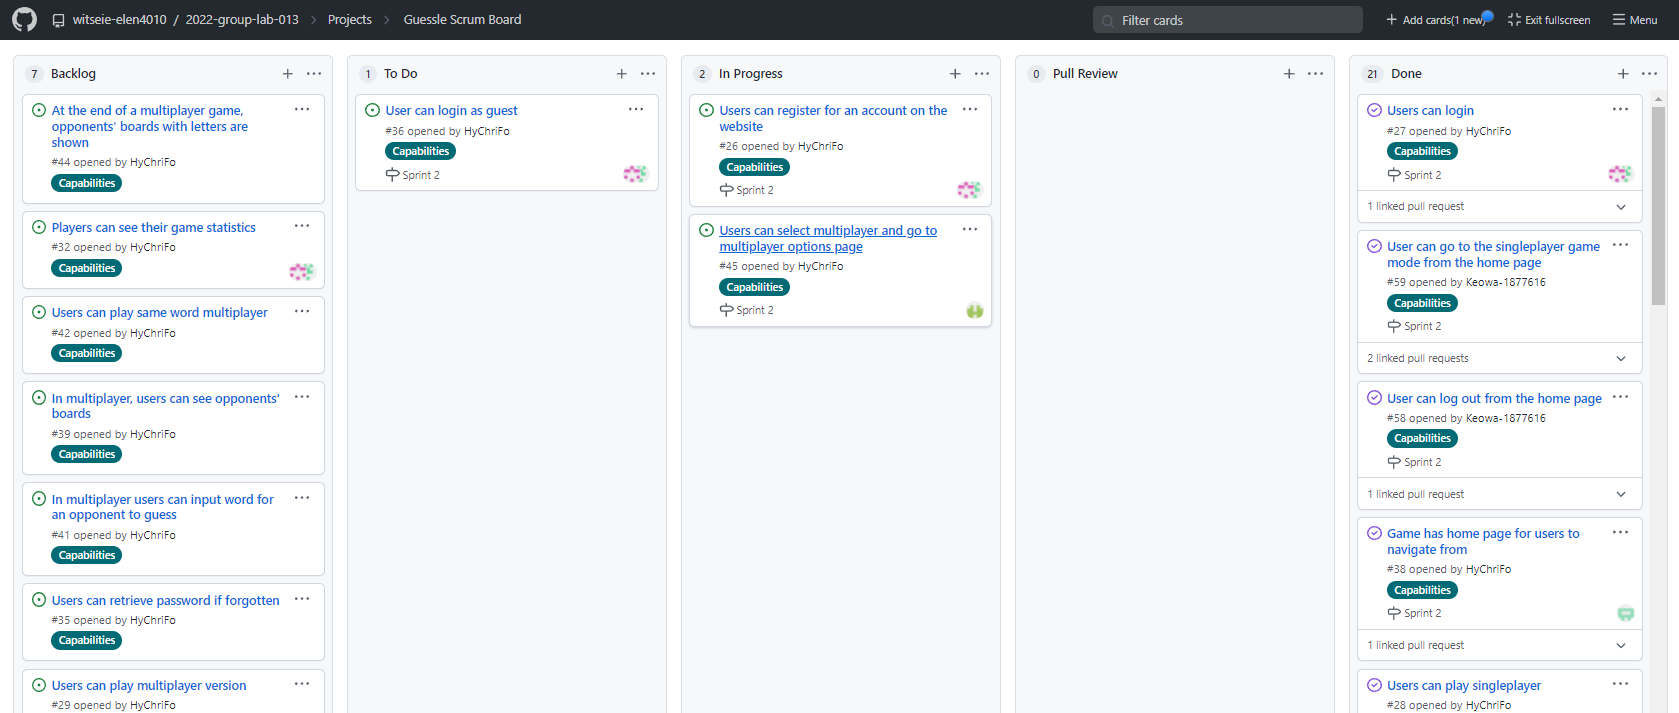 witseie-elen4010 / 2022-group-lab-013 > Projects > Guessle Scrum Board
Filter cards
Add cards(1 new)
Exit fullscreen
Menu
7 Backlog
At the end of a multiplayer game,
opponents' boards with letters are
shown
#44 opened by HyChriFo
Capabilities
Players can see their game statistics
#32 opened by HyChriFo
Capabilities
Users can play same word multiplayer
#42 opened by HyChriFo
Capabilities
In multiplayer, users can see opponents'
boards
#39 opened by HyChriFo
Capabilities
In multiplayer users can input word for
an opponent to guess
#41 opened by HyChriFo
Capabilities
Users can retrieve password if forgotten
#35 opened by HyChriFo
Capabilities
Users can play multiplayer version
#29 opened by HyChriFo
1 To Do
User can login as guest
#36 opened by HyChriFo
Capabilities
Sprint 2
2 In Progress
Users can register for an account on the
website
#26 opened by HyChriFo
Capabilities
Sprint 2
Users can select multiplayer and go to
multiplayer options page
#45 opened by HyChriFo
Capabilities
Sprint 2
0 Pull Review
21 Done
Users can login
#27 opened by HyChriFo
Capabilities
Sprint 2
1 linked pull request
User can go to the singleplayer game
mode from the home page
#59 opened by Keowa-1877616
Capabilities
Sprint 2
2 linked pull requests
User can log out from the home page
#58 opened by Keowa-1877616
Capabilities
Sprint 2
1 linked pull request
Game has home page for users to
navigate from
#38 opened by HyChriFo
Capabilities
Sprint 2
1 linked pull request
Users can play singleplayer
#28 opened by HyChriFo